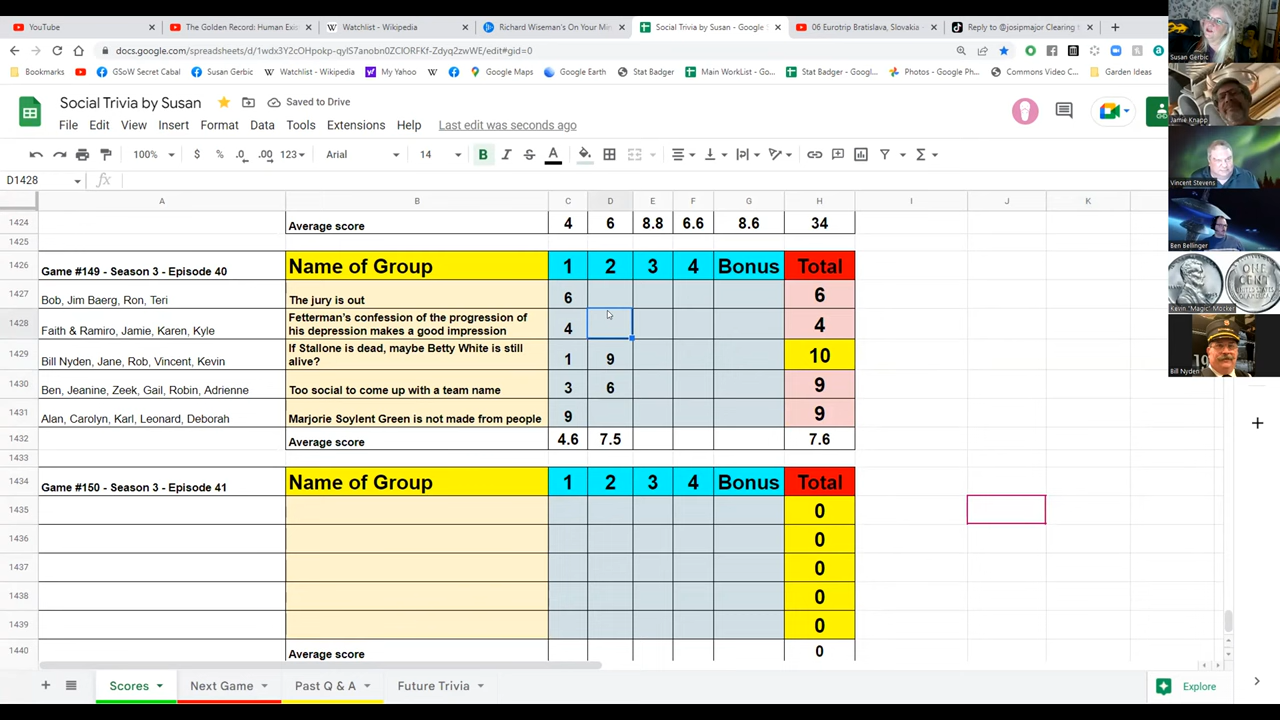 YouTube
The Golden Record: Human Exi
Watchlist - Wikipedia
Richard Wiseman's On Your Min
Social Trivia by Susan - Google S
06 Eurotrip Bratislava, Slovakia
Reply to @josipmajor Clearing t
docs.google.com/spreadsheets/d/
edit#gid=0
Bookmarks
GSoW Secret Cabal
Susan Gerbic
Watchlist - Wikipe...
My Yahoo
Google Maps
Google Earth
Stat Badger
Main WorkList - Go...
Stat Badger - Goo...
Photos - Google Ph...
Commons Video C...
Garden Ideas
Social Trivia by Susan
Saved to Drive
File Edit View Insert Format Data Tools Extensions Help
Last edit was seconds ago
100% $ % .0 .00 123 Arial 14 B I S A
D1428 fx
A B C D E F G H I J K
1424 Average score 4 6 8.8 6.6 8.6 34
1425
1426 Game #149 - Season 3 - Episode 40 Name of Group 1 2 3 4 Bonus Total
1427 Bob, Jim Baerg, Ron, Teri The jury is out 6 6
1428 Faith & Ramiro, Jamie, Karen, Kyle Fetterman's confession of the progression of
his depression makes a good impression 4 4
1429 Bill Nyden, Jane, Rob, Vincent, Kevin If Stallone is dead, maybe Betty White is still
alive? 1 9 10
1430 Ben, Jeanine, Zeek, Gail, Robin, Adrienne Too social to come up with a team name 3 6 9
1431 Alan, Carolyn, Karl, Leonard, Deborah Marjorie Soylent Green is not made from people 9 9
1432 Average score 4.6 7.5 7.6
1433
1434 Game #150 - Season 3 - Episode 41 Name of Group 1 2 3 4 Bonus Total
1435 0
1436 0
1437 0
1438 0
1439 0
1440 Average score 0
Scores
Next Game
Past Q & A
Future Trivia
Explore
Susan Gerbic
Jamie Knapp
Vincent Stevens
Ben Bellinger
ONE
CENT
Kevin "Magic" Mocker
Bill Nyden